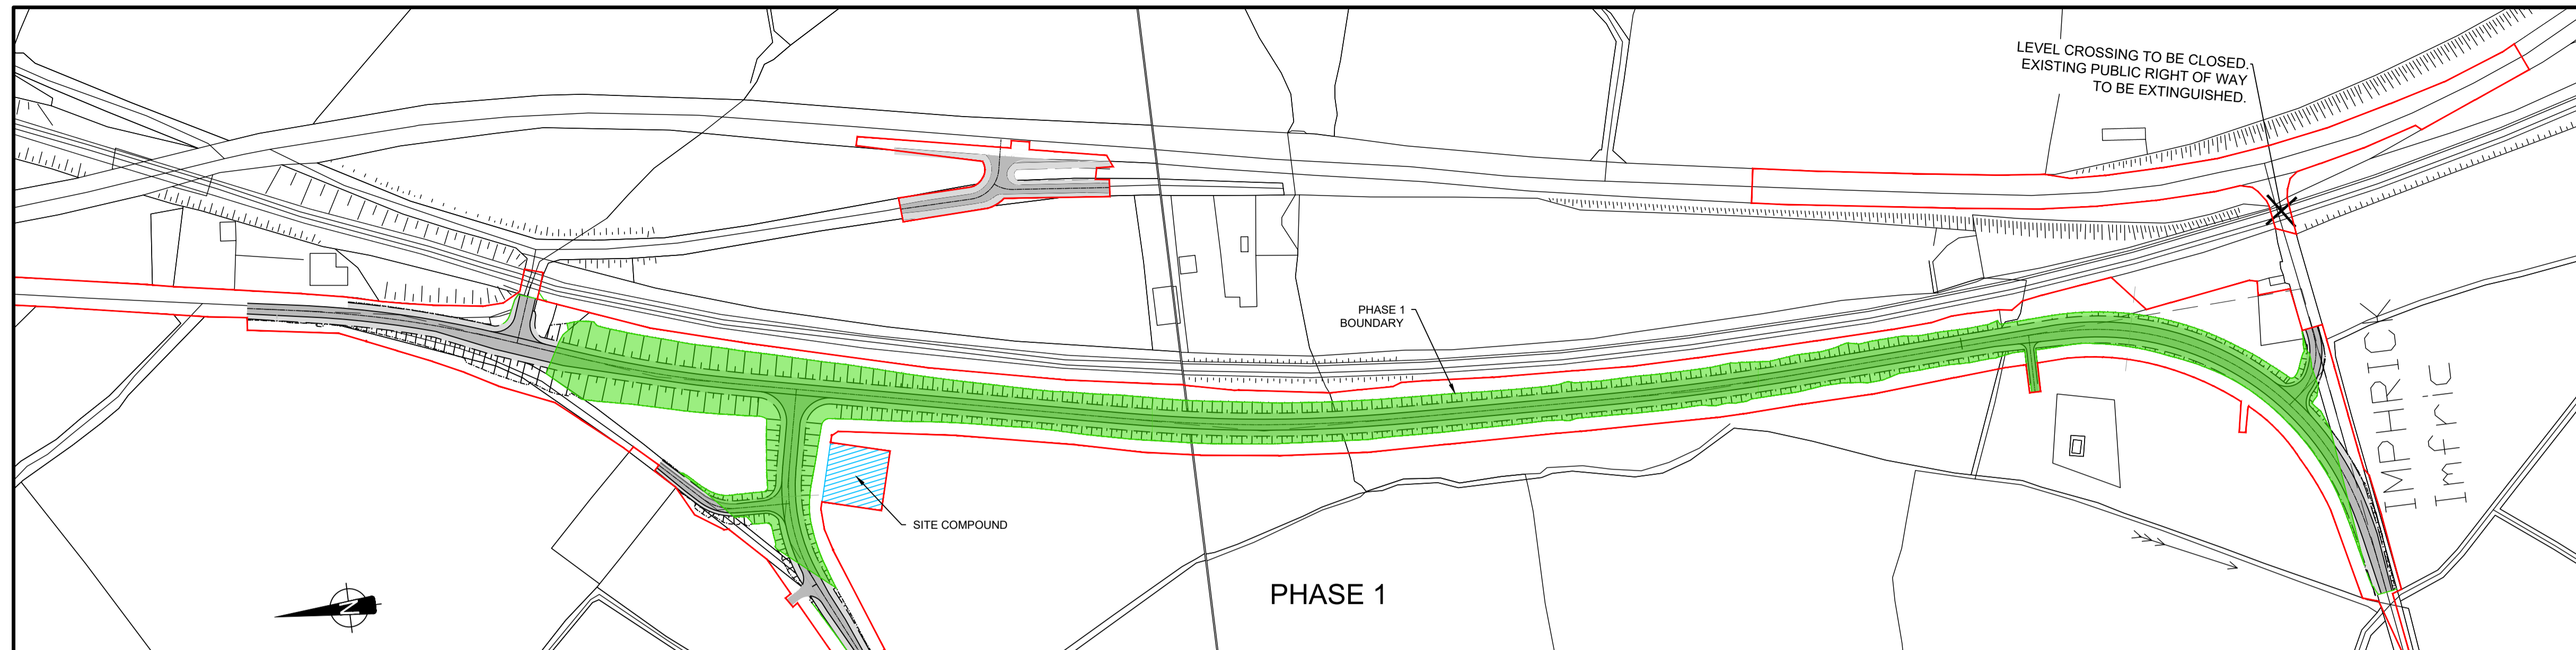 LEVEL CROSSING TO BE CLOSED.
EXISTING PUBLIC RIGHT OF WAY
TO BE EXTINGUISHED.
PHASE 1
BOUNDARY
SITE COMPOUND
PHASE 1
N
IMPHRICK
Imfric